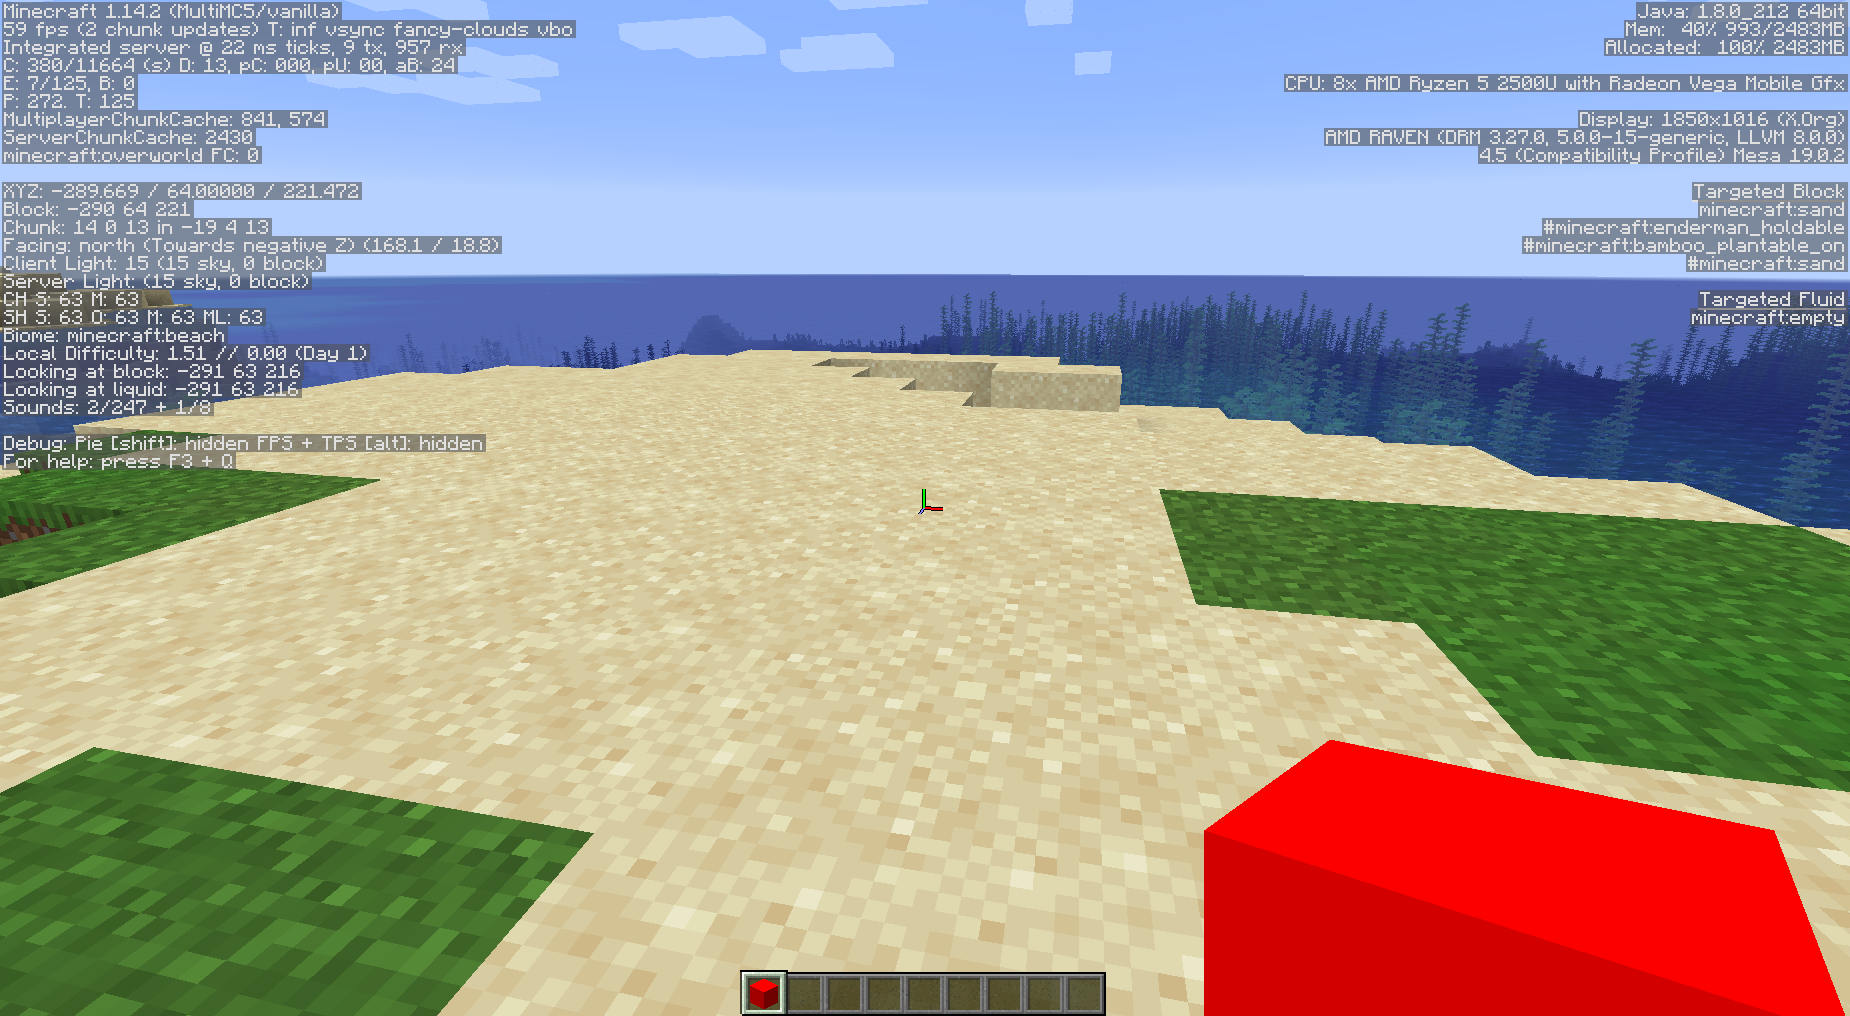 Minecraft 1.14.2 (MultiMC5/vanilla)
59 fps (2 chunk updates) T: inf vsync fancy-clouds vbo
Integrated server @ 22 ms ticks, 9 tx, 957 rx
C: 380/11664 (s) D: 13, pC: 000, pU: 00, aB: 24
E: 7/125, B: 0
P: 272. T: 125
MultiplayerChunkCache: 841, 574
ServerChunkCache: 2430
minecraft:overworld FC: 0
XYZ: -289.669 / 64.00000 / 221.472
Block: -290 64 221
Chunk: 14 0 13 in -19 4 13
Facing: north (Towards negative Z) (168.1 / 18.8)
Client Light: 15 (15 sky, 0 block)
Server Light: (15 sky, 0 block)
CH S: 63 M: 63
SH S: 63 O: 63 M: 63 ML: 63
Biome: minecraft:beach
Local Difficulty: 1.51 // 0.00 (Day 1)
Looking at block: -291 63 216
Looking at liquid: -291 63 216
Sounds: 2/247 + 1/8
Debug: Pie [shift]: hidden FPS + TPS [alt]: hidden
For help: press F3 + Q
Java: 1.8.0_212 64bit
Mem: 40% 993/2483MB
Allocated: 100% 2483MB
CPU: 8x AMD Ryzen 5 2500U with Radeon Vega Mobile Gfx
Display: 1850x1016 (X.Org)
AMD RAVEN (DRM 3.27.0, 5.0.0-15-generic, LLVM 8.0.0)
4.5 (Compatibility Profile) Mesa 19.0.2
Targeted Block
minecraft:sand
#minecraft:enderman_holdable
#minecraft:bamboo_plantable_on
#minecraft:sand
Targeted Fluid
minecraft:empty